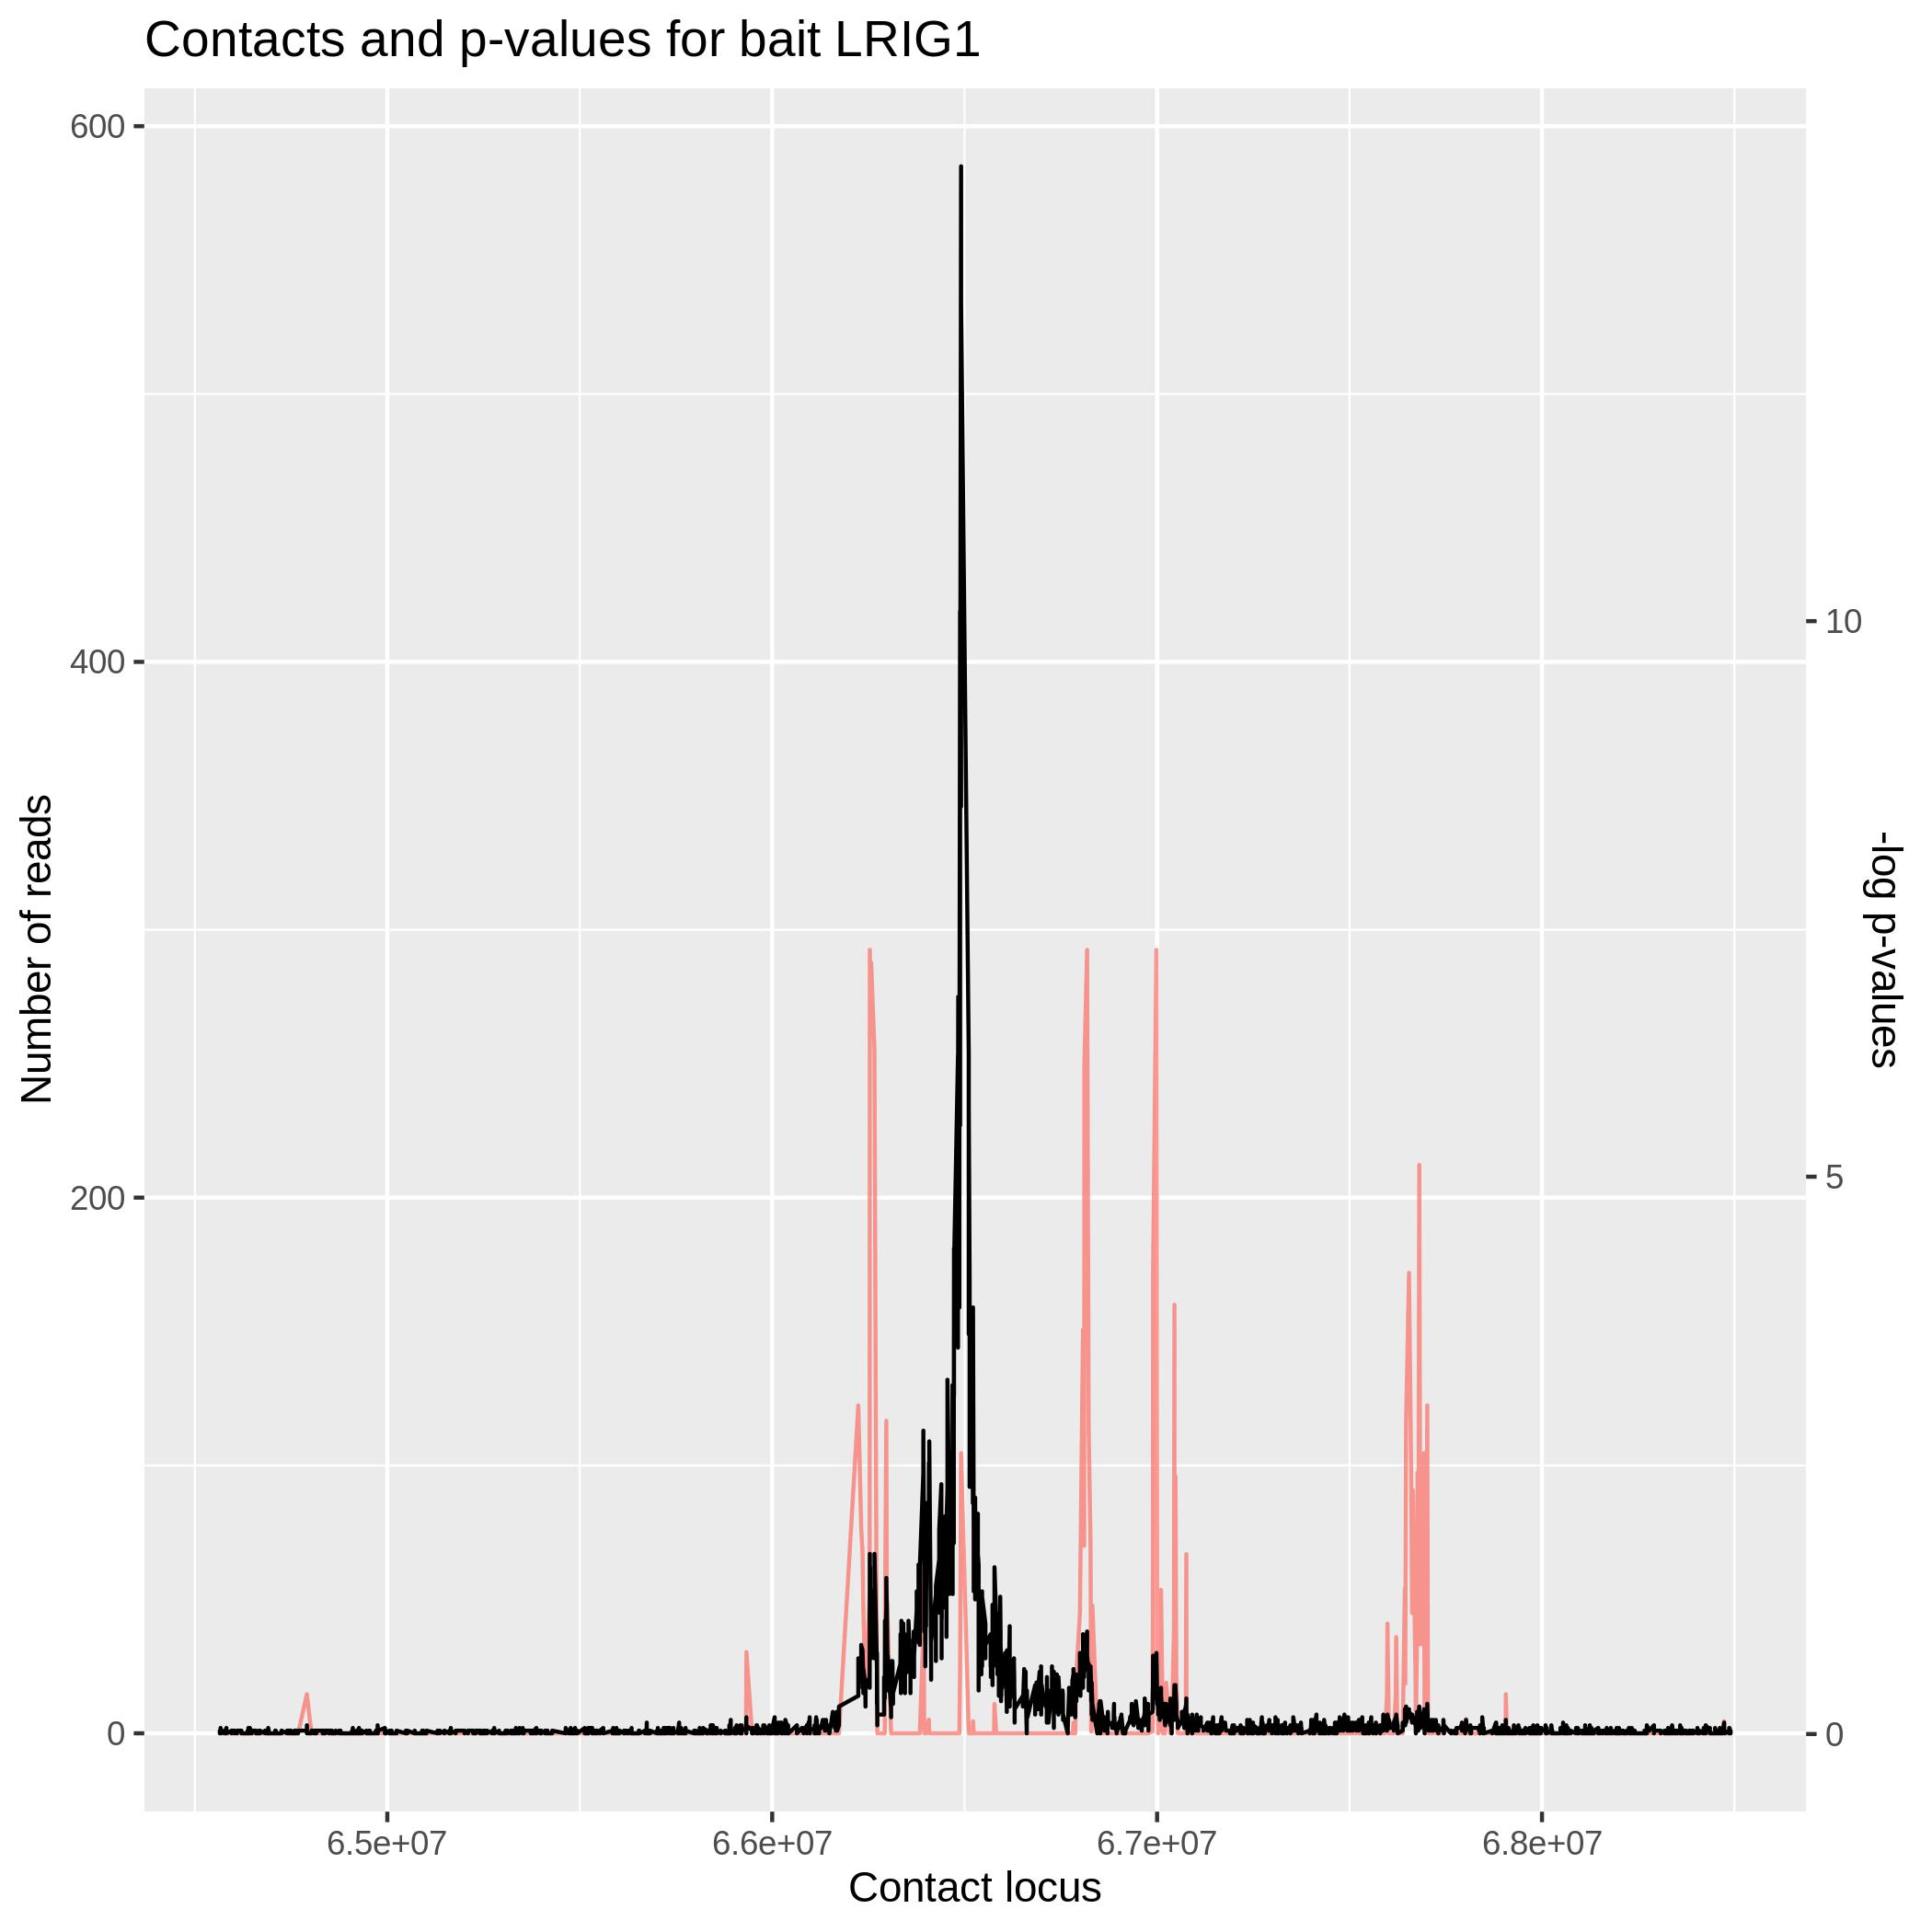 Contacts and p-values for bait LRIG1
600
400
200
0
Number of reads
10
5
0
-log p-values
6.5e+07
6.6e+07
6.7e+07
6.8e+07
Contact locus